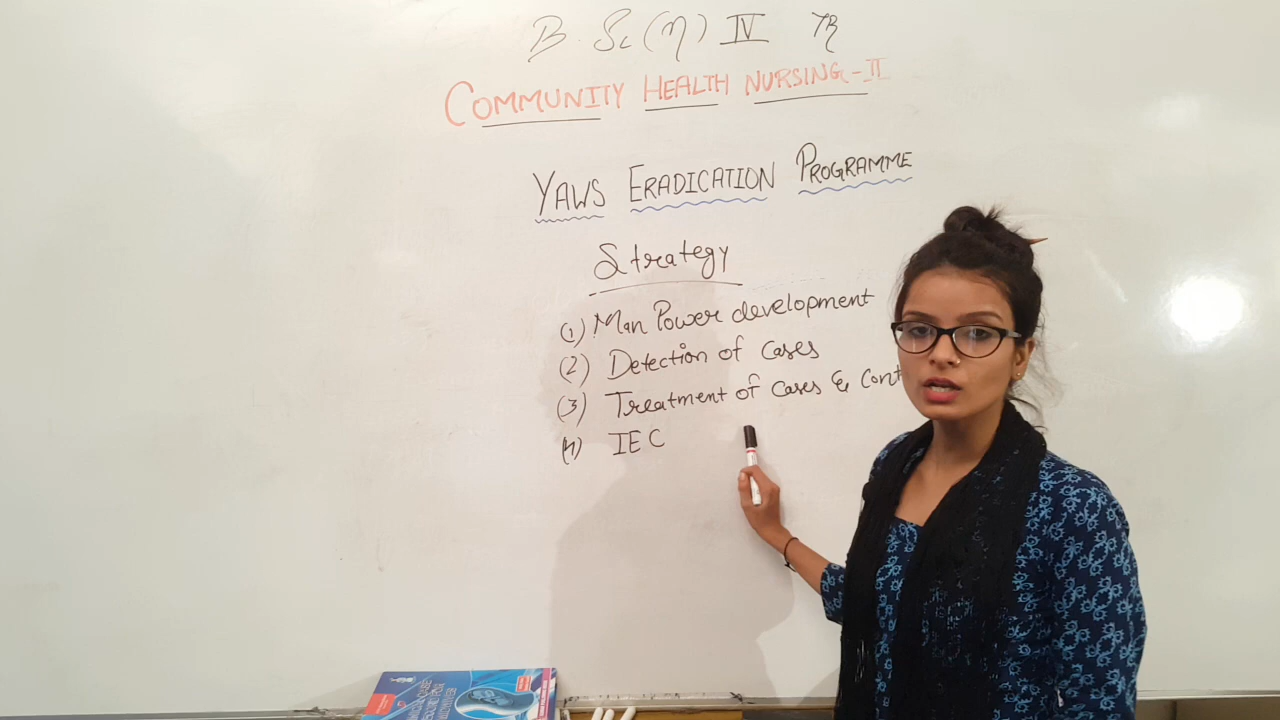 B. Sc (N) IV YR
COMMUNITY HEALTH NURSING-II
YAWS ERADICATION PROGRAMME
Strategy
(1) Man Power development
(2) Detection of cases
(3) Treatment of cases & Cont
(4) IEC